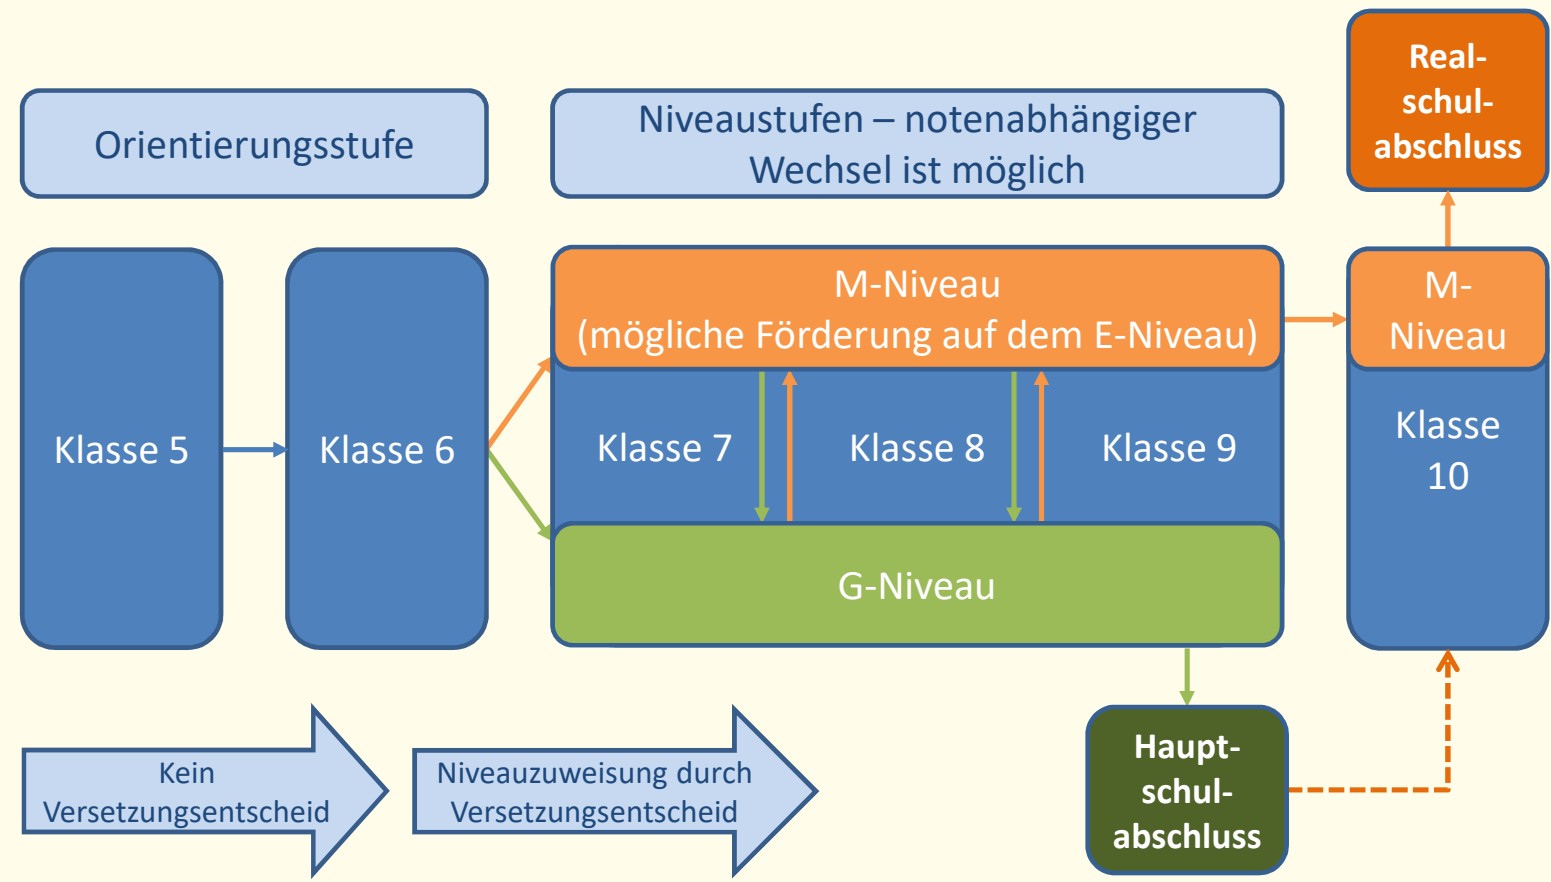 Orientierungsstufe
Niveaustufen – notenabhängiger
Wechsel ist möglich
Real-
schul-
abschluss
Klasse 5
Klasse 6
M-Niveau
(mögliche Förderung auf dem E-Niveau)
Klasse 7
Klasse 8
Klasse 9
G-Niveau
M-
Niveau
Klasse
10
Kein
Versetzungsentscheid
Niveauzuweisung durch
Versetzungsentscheid
Haupt-
schul-
abschluss